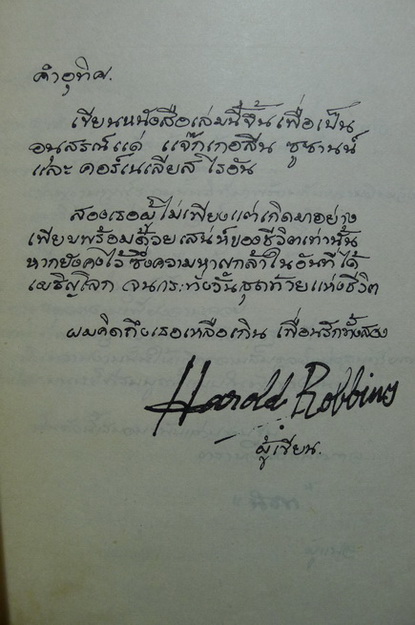 คำอุทิศ.
เขียนหนังสือเล่มนี้ขึ้น เพื่อเป็น
อนุสรณ์แด่ แจ๊กเกอลีน ซูซานน์
และ คอร์เนเลียส ไรอัน
สองเธอผู้ไม่เพียงแต่เกิดมาอย่าง
เพียบพร้อมด้วยเสน่ห์ของชีวิตเท่านั้น
หากยังคงไว้ซึ่งความหาญกล้าในอันที่ได้
เผชิญโลก จนกระทั่งวันสุดท้ายแห่งชีวิต
ผมคิดถึงเธอเหลือเกิน เพื่อนรักทั้งสอง
Harold Robbins
ผู้เขียน.